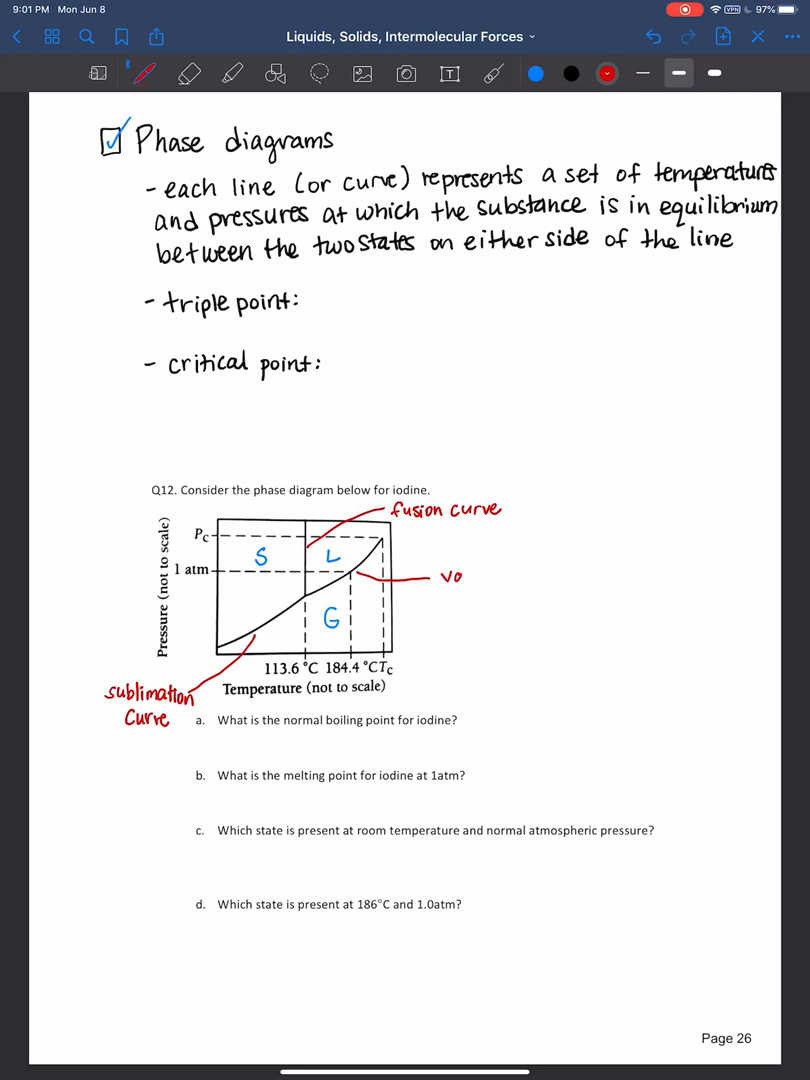 9:01 PM Mon Jun 8
VPN 97%
Liquids, Solids, Intermolecular Forces
T
Phase diagrams
- each line (or curve) represents a set of temperatures
and pressures at which the substance is in equilibrium
between the two states on either side of the line
- triple point:
- critical point:
Q12. Consider the phase diagram below for iodine.
fusion curve
Pc
S L
1 atm
vo
G
Pressure (not to scale)
113.6 °C 184.4 °C Tc
Temperature (not to scale)
sublimation
curve
a. What is the normal boiling point for iodine?
b. What is the melting point for iodine at 1atm?
c. Which state is present at room temperature and normal atmospheric pressure?
d. Which state is present at 186°C and 1.0atm?
Page 26